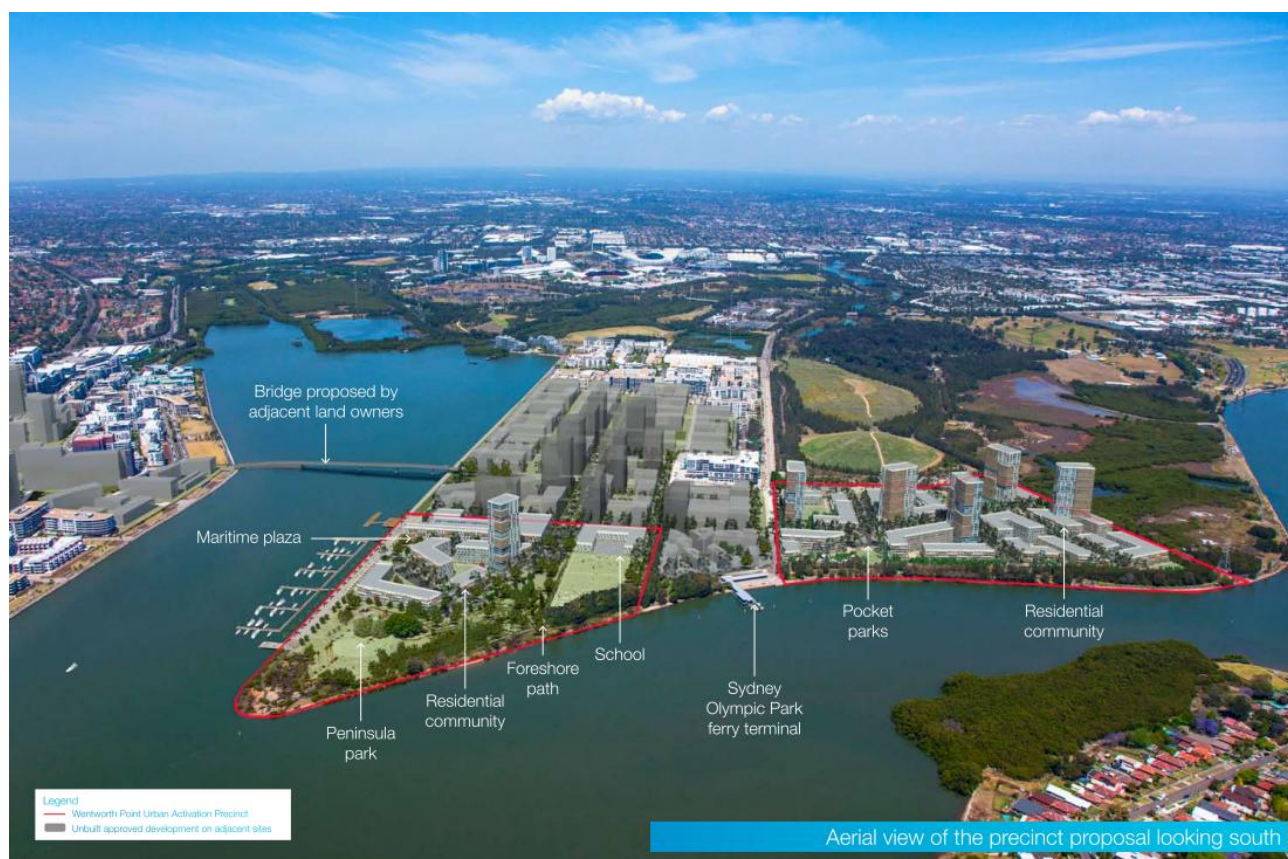 Bridge proposed by
adjacent land owners
Maritime plaza
Peninsula
park
Residential
community
Foreshore
path
School
Sydney
Olympic Park
ferry terminal
Pocket
parks
Residential
community
Legend
Wentworth Point Urban Activation Precinct
Unbuilt approved development on adjacent sites
Aerial view of the precinct proposal looking south